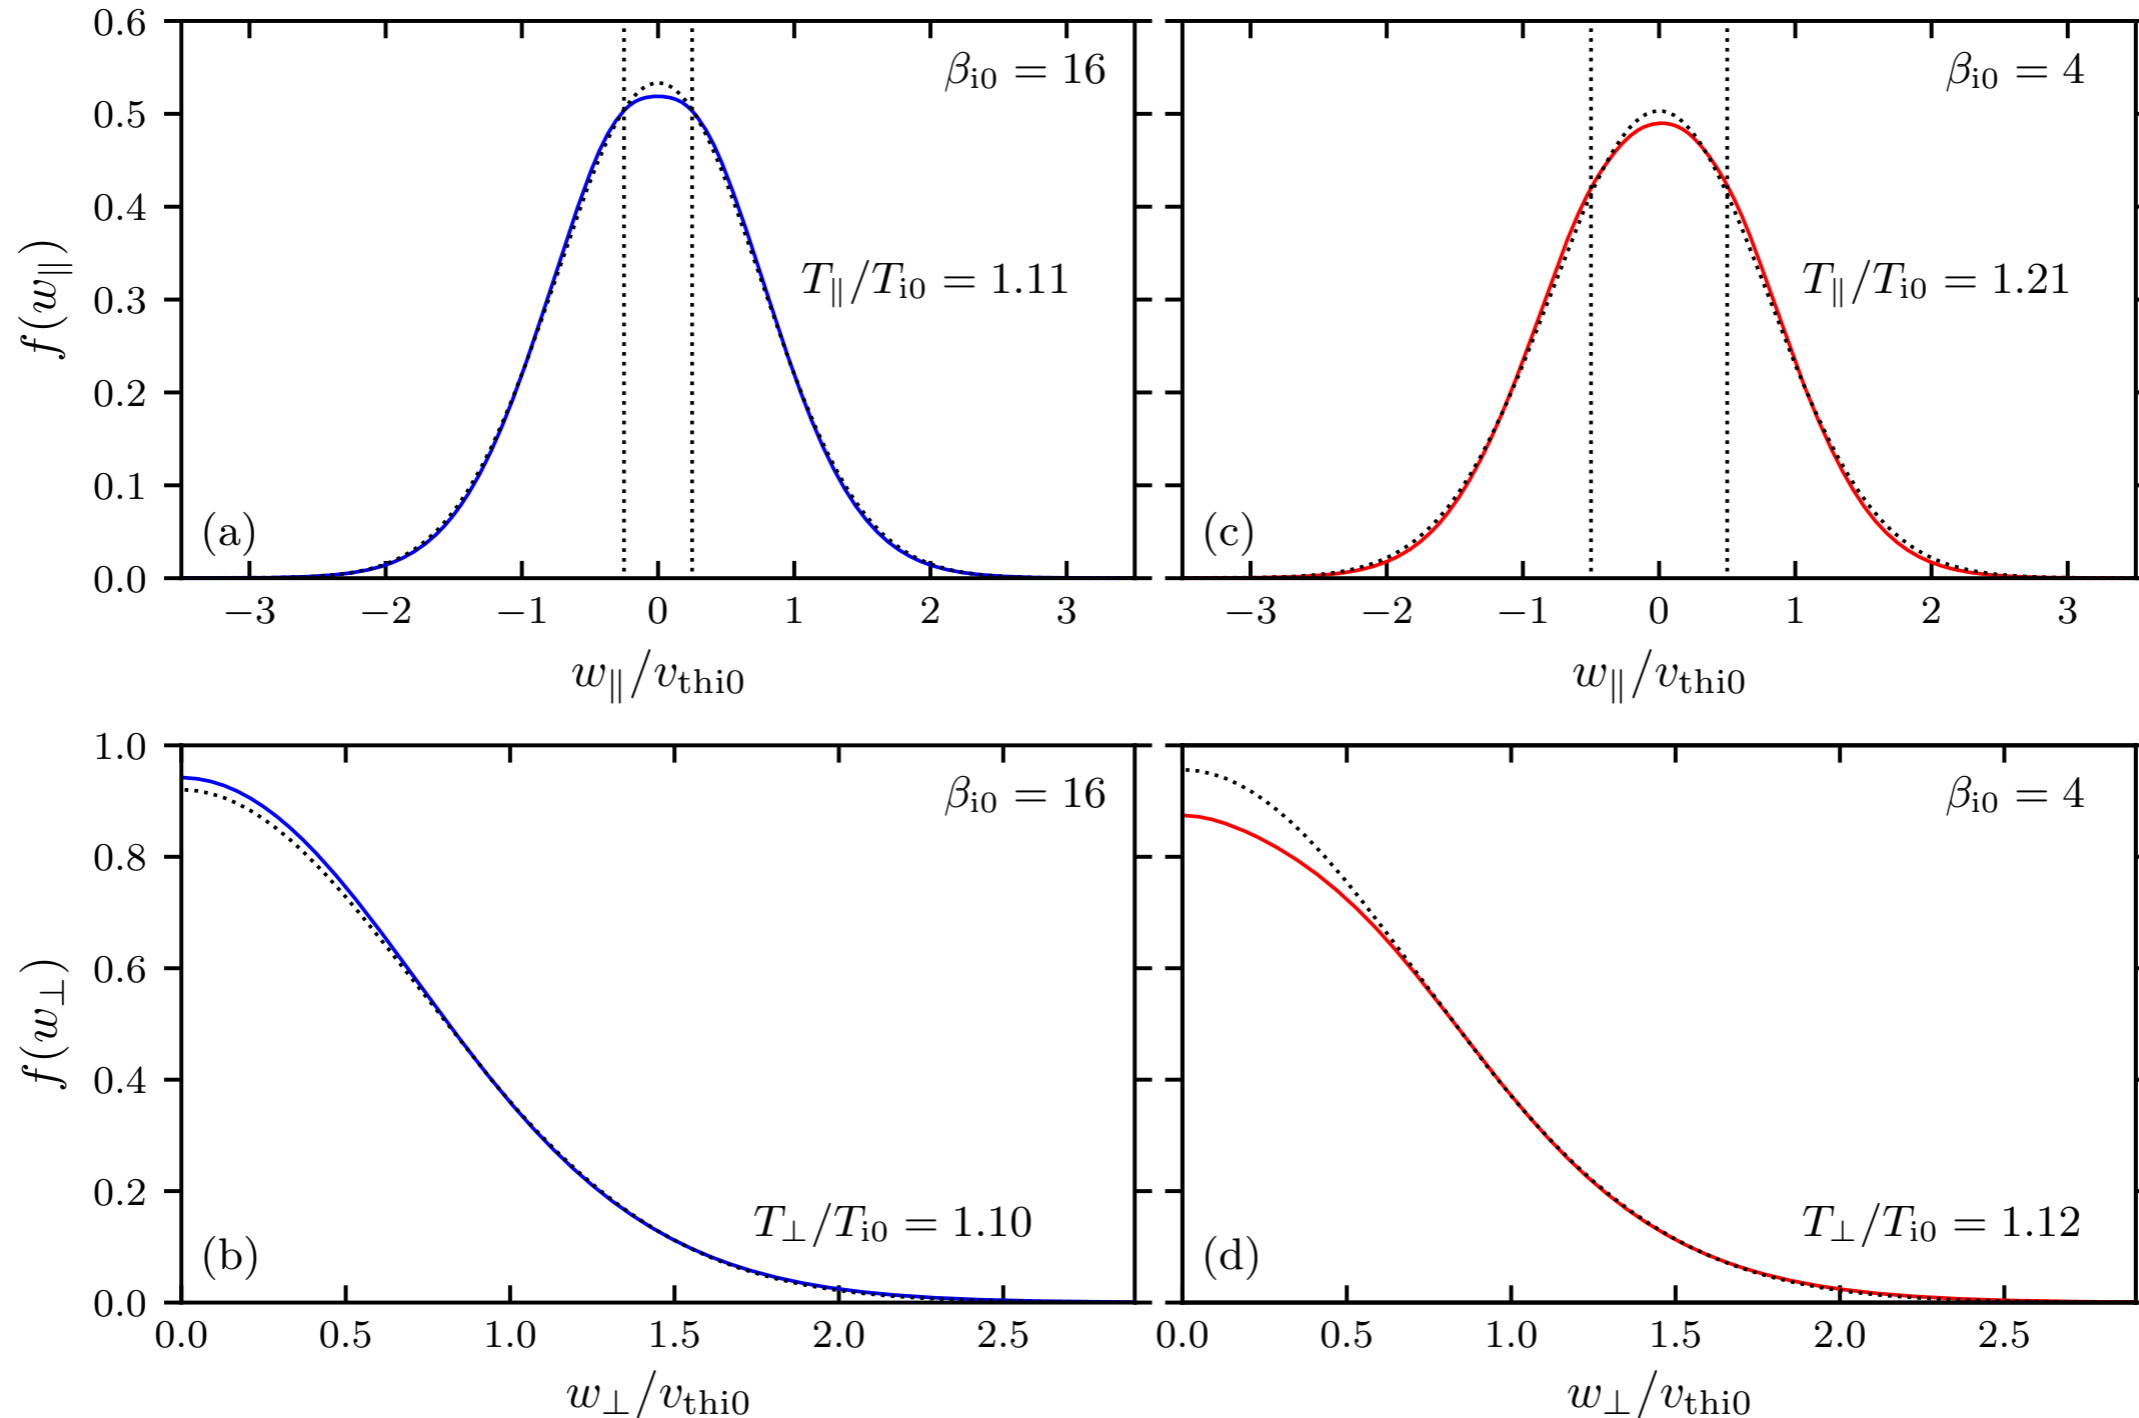 0.6
0.5
0.4
0.3
0.2
0.1
0.0
f(w∥)
β_i0 = 16
T∥/T_i0 = 1.11
(a)
−3 −2 −1 0 1 2 3
w∥/v_thi0
β_i0 = 4
T∥/T_i0 = 1.21
(c)
−3 −2 −1 0 1 2 3
w∥/v_thi0
1.0
0.8
0.6
0.4
0.2
0.0
f(w⊥)
β_i0 = 16
T⊥/T_i0 = 1.10
(b)
0.0 0.5 1.0 1.5 2.0 2.5
w⊥/v_thi0
β_i0 = 4
T⊥/T_i0 = 1.12
(d)
0.0 0.5 1.0 1.5 2.0 2.5
w⊥/v_thi0